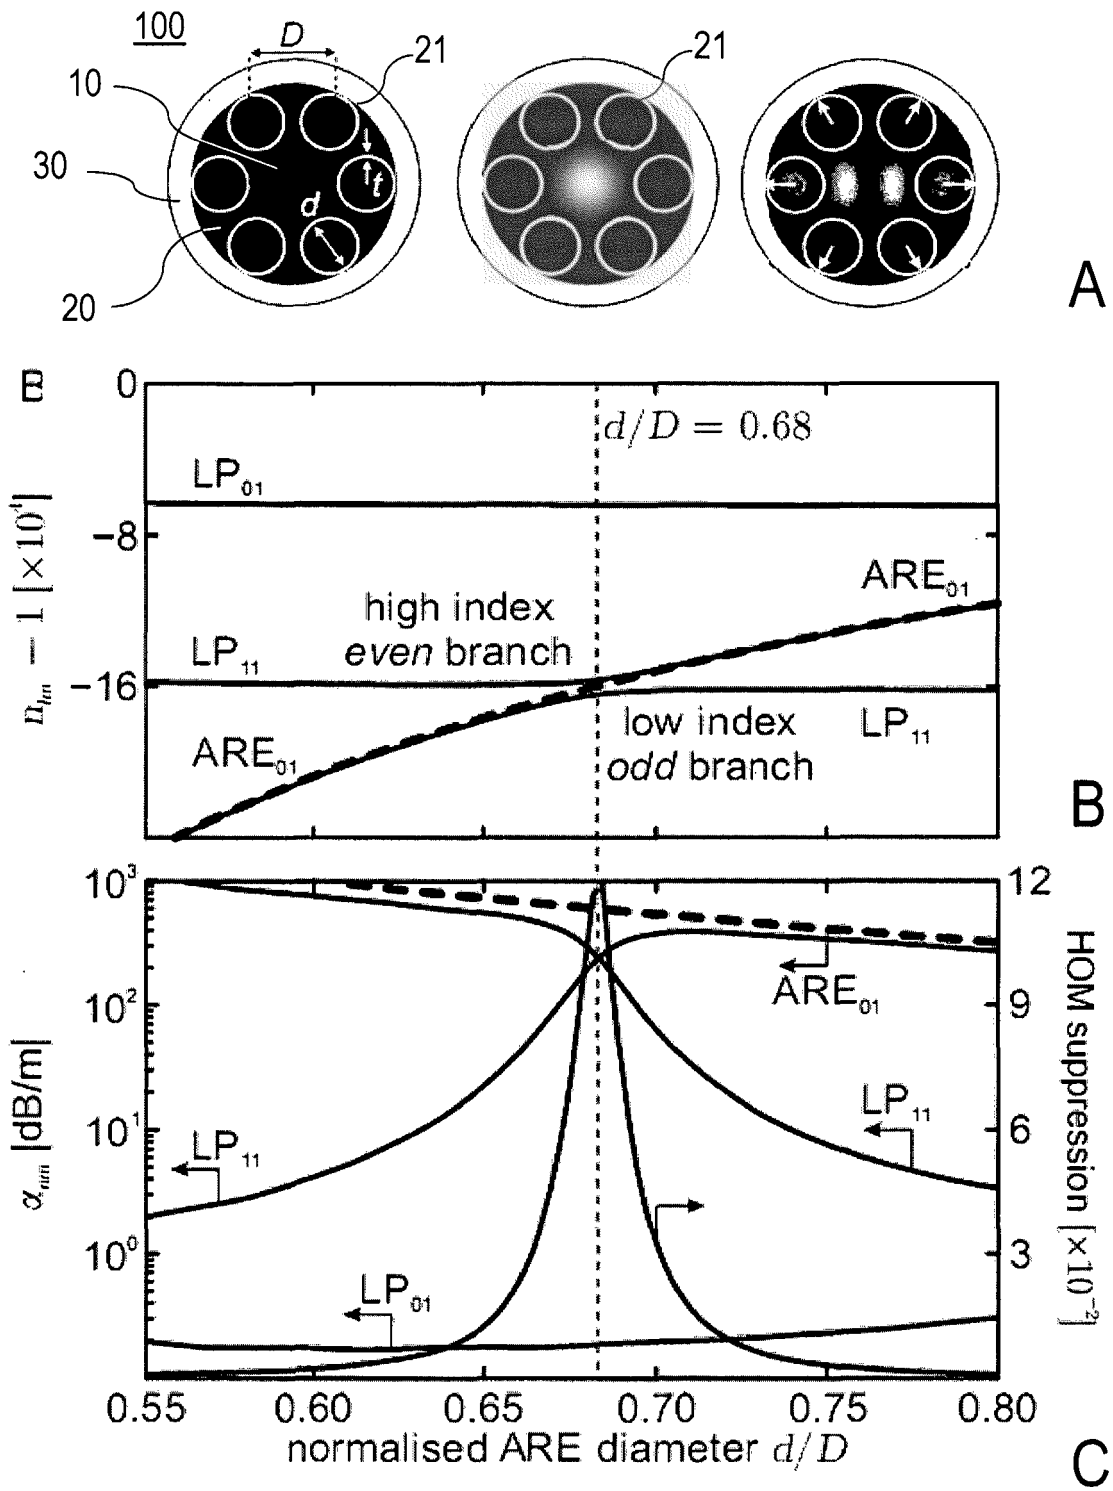 100
D
21
21
10
30
t
d
20
A
B
0
d/D = 0.68
LP₀₁
−8
ARE₀₁
high index
even branch
LP₁₁
−16
low index
LP₁₁
ARE₀₁
odd branch
B
10³
12
ARE₀₁
10²
9
LP₁₁
10¹
6
LP₁₁
10⁰
3
LP₀₁
α [dB/m]
HOM suppression [×10⁻²]
0.55
0.60
0.65
0.70
0.75
0.80
normalised ARE diameter d/D
C